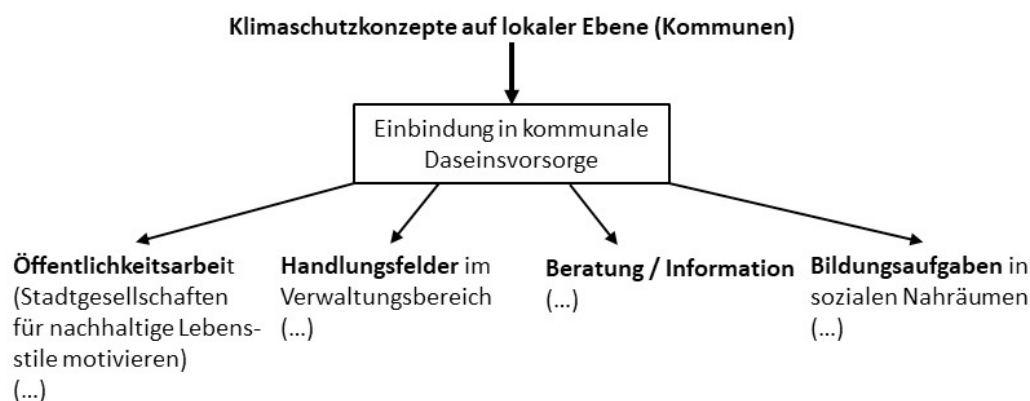 Klimaschutzkonzepte auf lokaler Ebene (Kommunen)
Einbindung in kommunale
Daseinsvorsorge
Öffentlichkeitsarbeit
(Stadtgesellschaften
für nachhaltige Lebens-
stile motivieren)
(...)
Handlungsfelder im
Verwaltungsbereich
(...)
Beratung / Information
(...)
Bildungsaufgaben in
sozialen Nahräumen
(...)